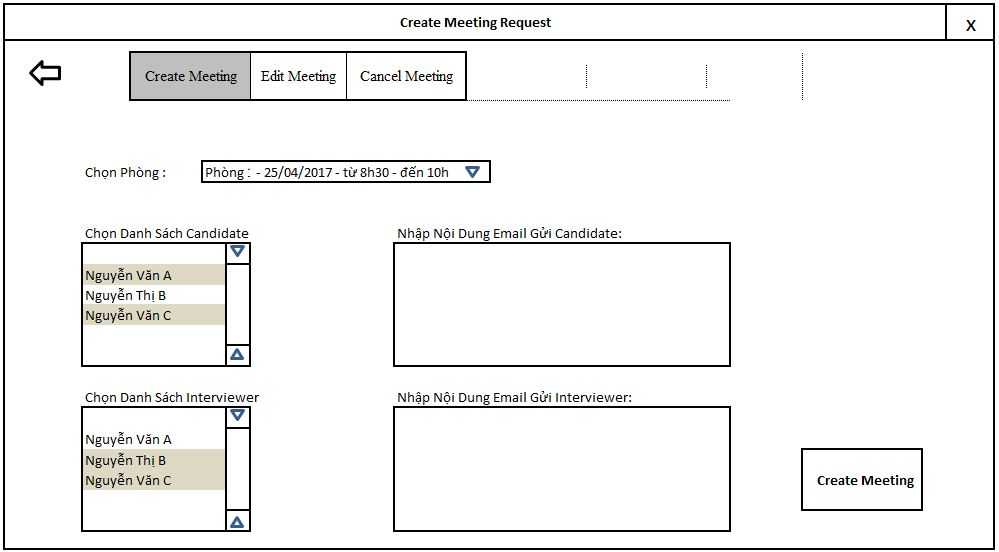 Create Meeting Request
X
Create Meeting Edit Meeting Cancel Meeting
Chọn Phòng :
Phòng : - 25/04/2017 - từ 8h30 - đến 10h
Chọn Danh Sách Candidate
Nguyễn Văn A
Nguyễn Thị B
Nguyễn Văn C
Nhập Nội Dung Email Gửi Candidate:
Chọn Danh Sách Interviewer
Nguyễn Văn A
Nguyễn Thị B
Nguyễn Văn C
Nhập Nội Dung Email Gửi Interviewer:
Create Meeting